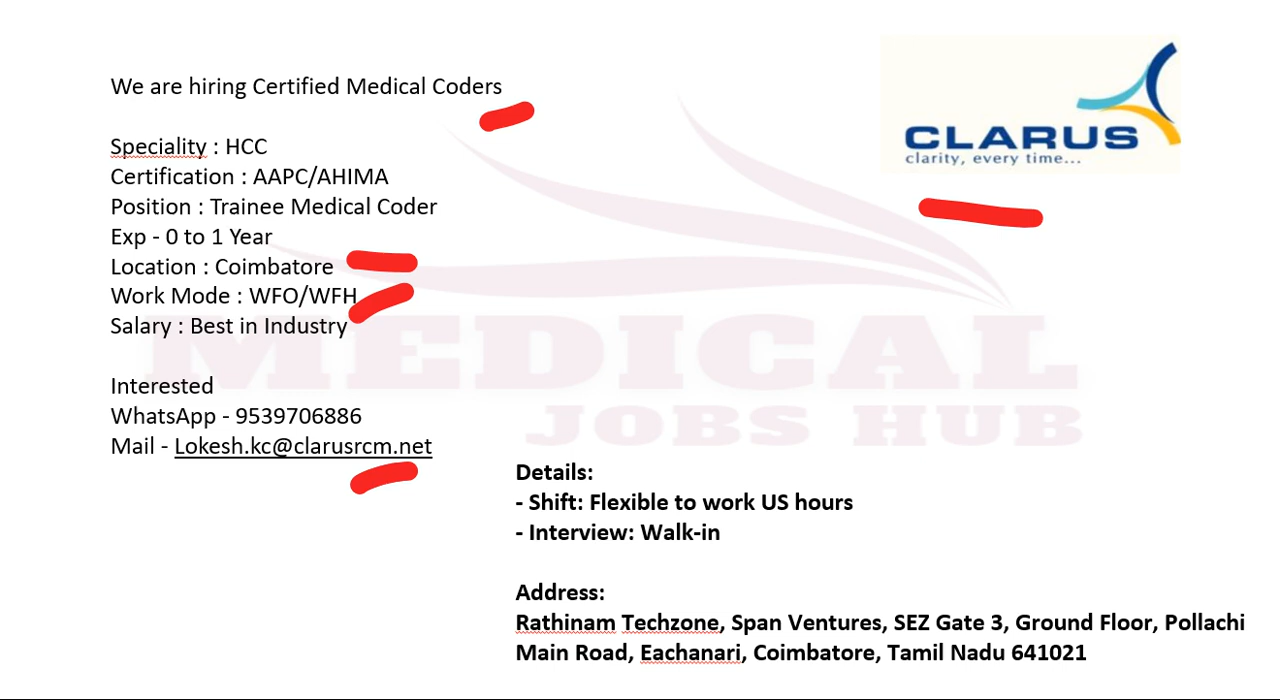 We are hiring Certified Medical Coders
CLARUS
clarity, every time...
Speciality : HCC
Certification : AAPC/AHIMA
Position : Trainee Medical Coder
Exp - 0 to 1 Year
Location : Coimbatore
Work Mode : WFO/WFH
Salary : Best in Industry
MEDICAL
JOBS HUB
Interested
WhatsApp - 9539706886
Mail - Lokesh.kc@clarusrcm.net
Details:
- Shift: Flexible to work US hours
- Interview: Walk-in
Address:
Rathinam Techzone, Span Ventures, SEZ Gate 3, Ground Floor, Pollachi
Main Road, Eachanari, Coimbatore, Tamil Nadu 641021